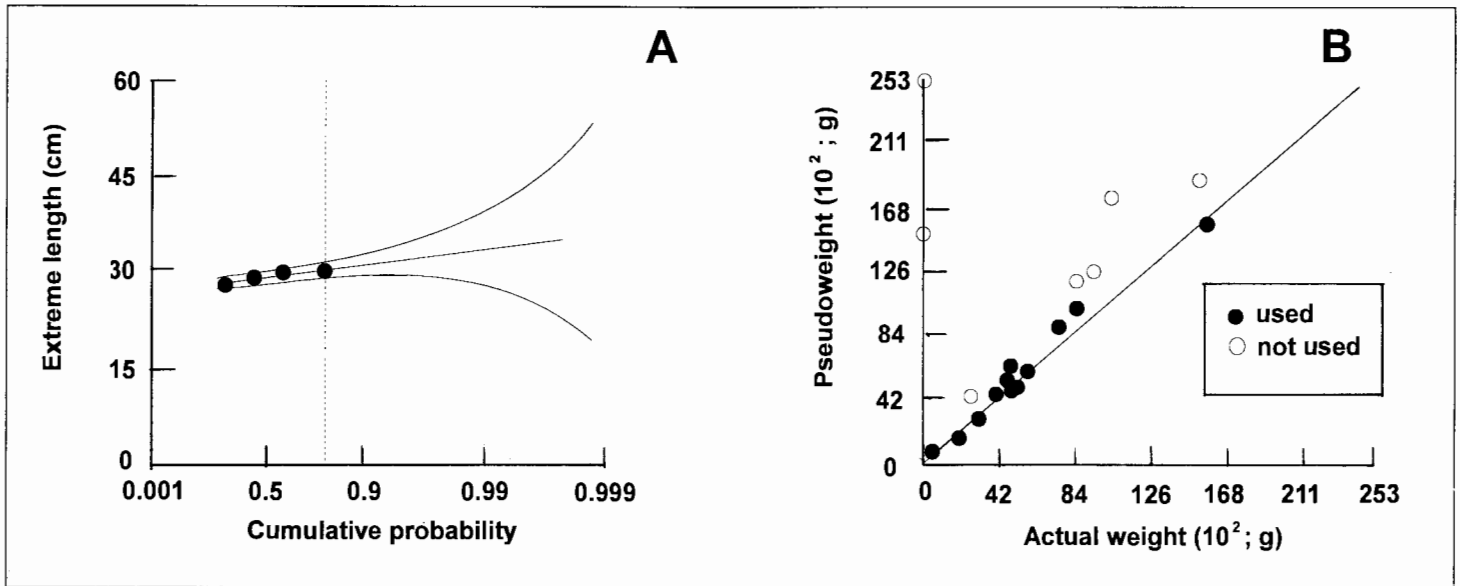 A
60
45
30
15
0
Extreme length (cm)
0.001 0.5 0.9 0.99 0.999
Cumulative probability
B
253
211
168
126
84
42
0
Pseudoweight (10²; g)
used
not used
0 42 84 126 168 211 253
Actual weight (10²; g)